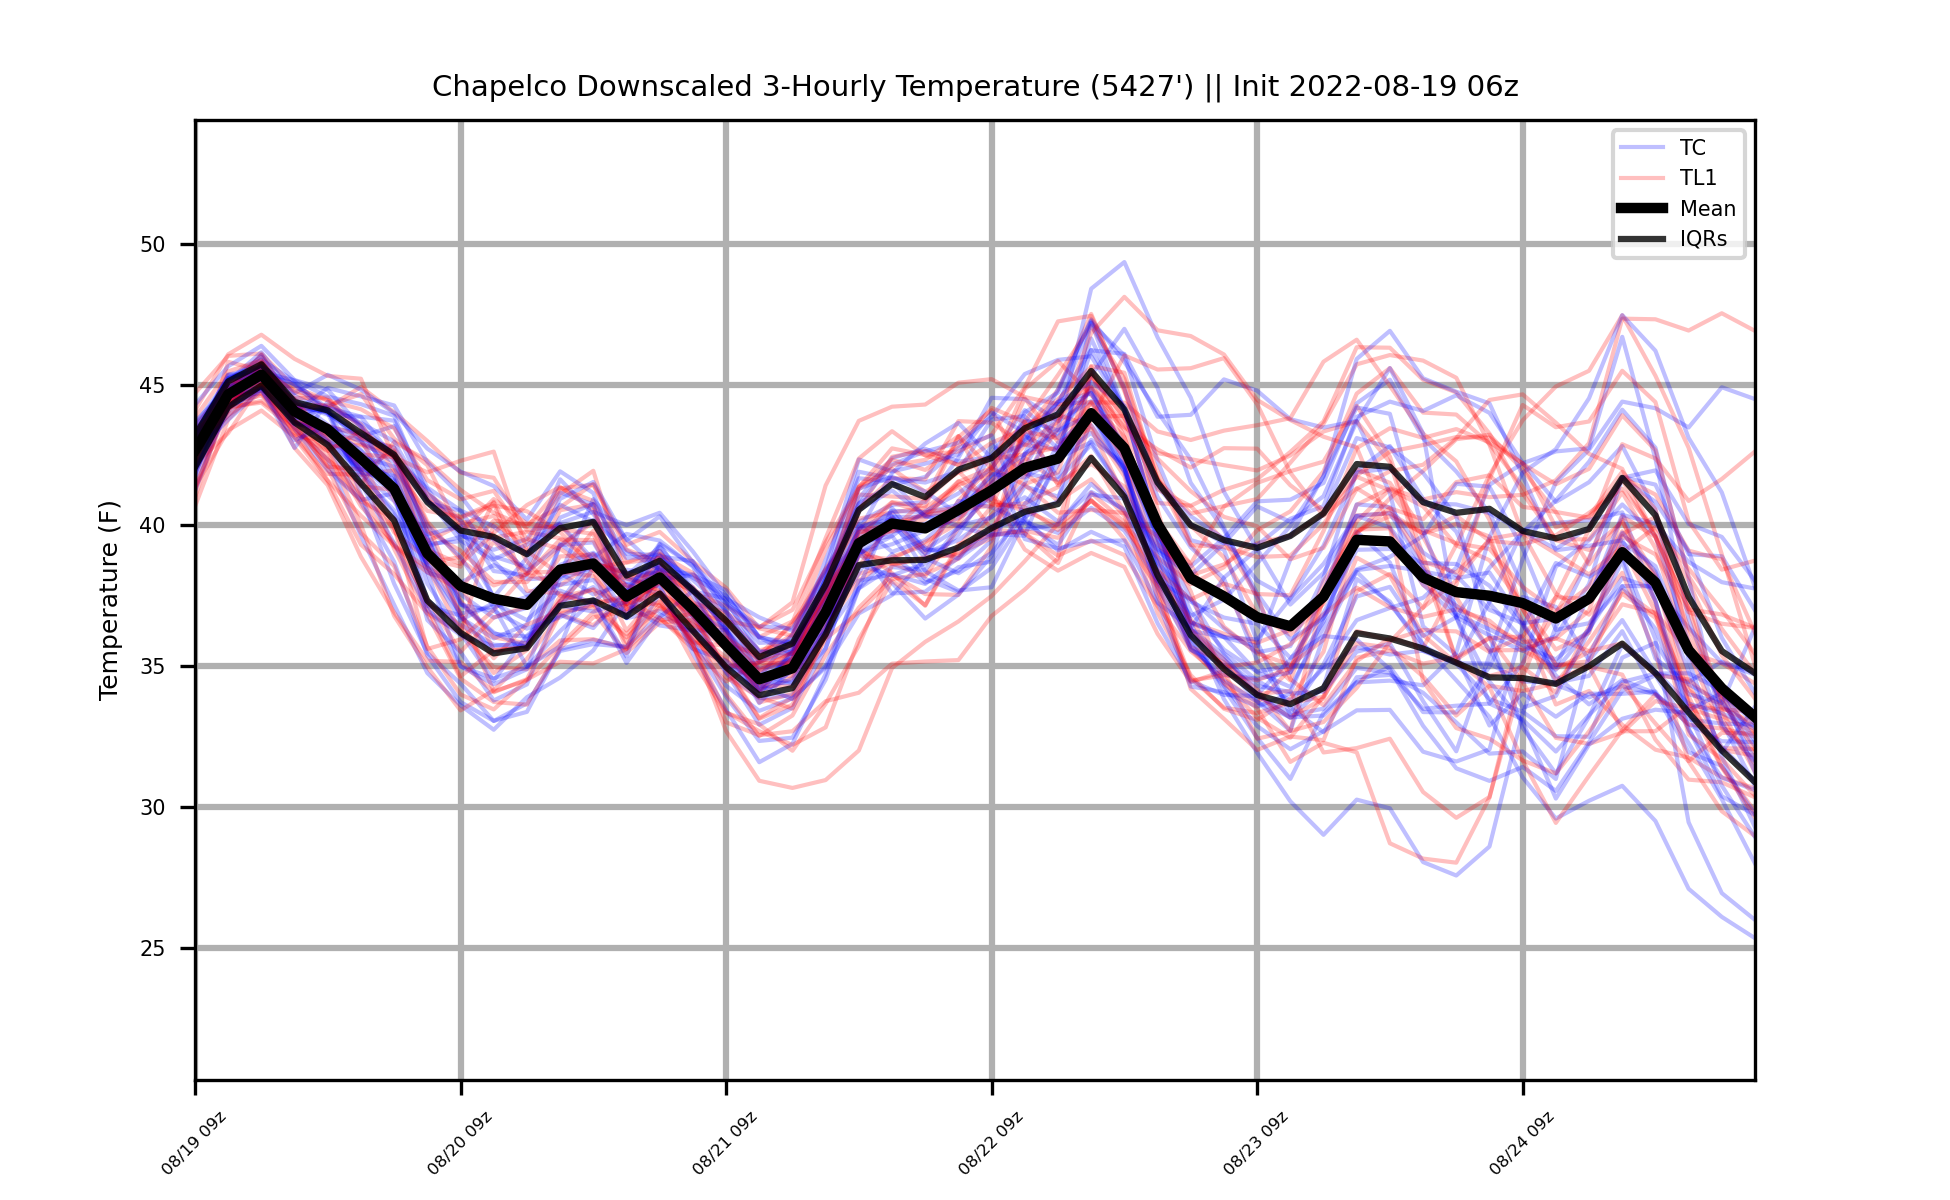 Chapelco Downscaled 3-Hourly Temperature (5427') || Init 2022-08-19 06z
TC
TL1
Mean
IQRs
Temperature (F)
50
45
40
35
30
25
08/19 09z
08/20 09z
08/21 09z
08/22 09z
08/23 09z
08/24 09z